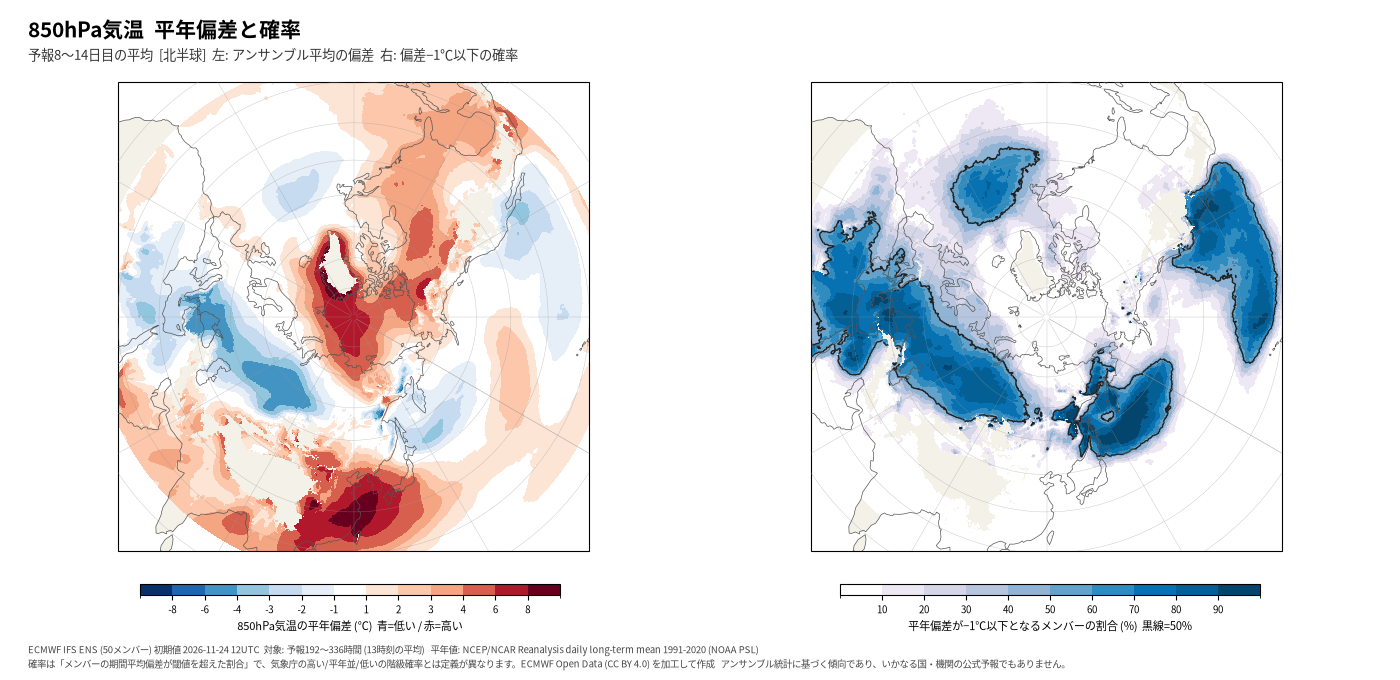 850hPa気温 平年偏差と確率
予報8～14日目の平均 [北半球] 左: アンサンブル平均の偏差 右: 偏差−1℃以下の確率
-8 -6 -4 -3 -2 -1 1 2 3 4 6 8
850hPa気温の平年偏差 (℃) 青=低い / 赤=高い
10 20 30 40 50 60 70 80 90
平年偏差が−1℃以下となるメンバーの割合 (%) 黒線=50%
ECMWF IFS ENS (50メンバー) 初期値 2026-11-24 12UTC 対象: 予報192～336時間 (13時刻の平均) 平年値: NCEP/NCAR Reanalysis daily long-term mean 1991-2020 (NOAA PSL)
確率は「メンバーの期間平均偏差が閾値を超えた割合」で、気象庁の高い/平年並/低いの階級確率とは定義が異なります。ECMWF Open Data (CC BY 4.0) を加工して作成 アンサンブル統計に基づく傾向であり、いかなる国・機関の公式予報でもありません。